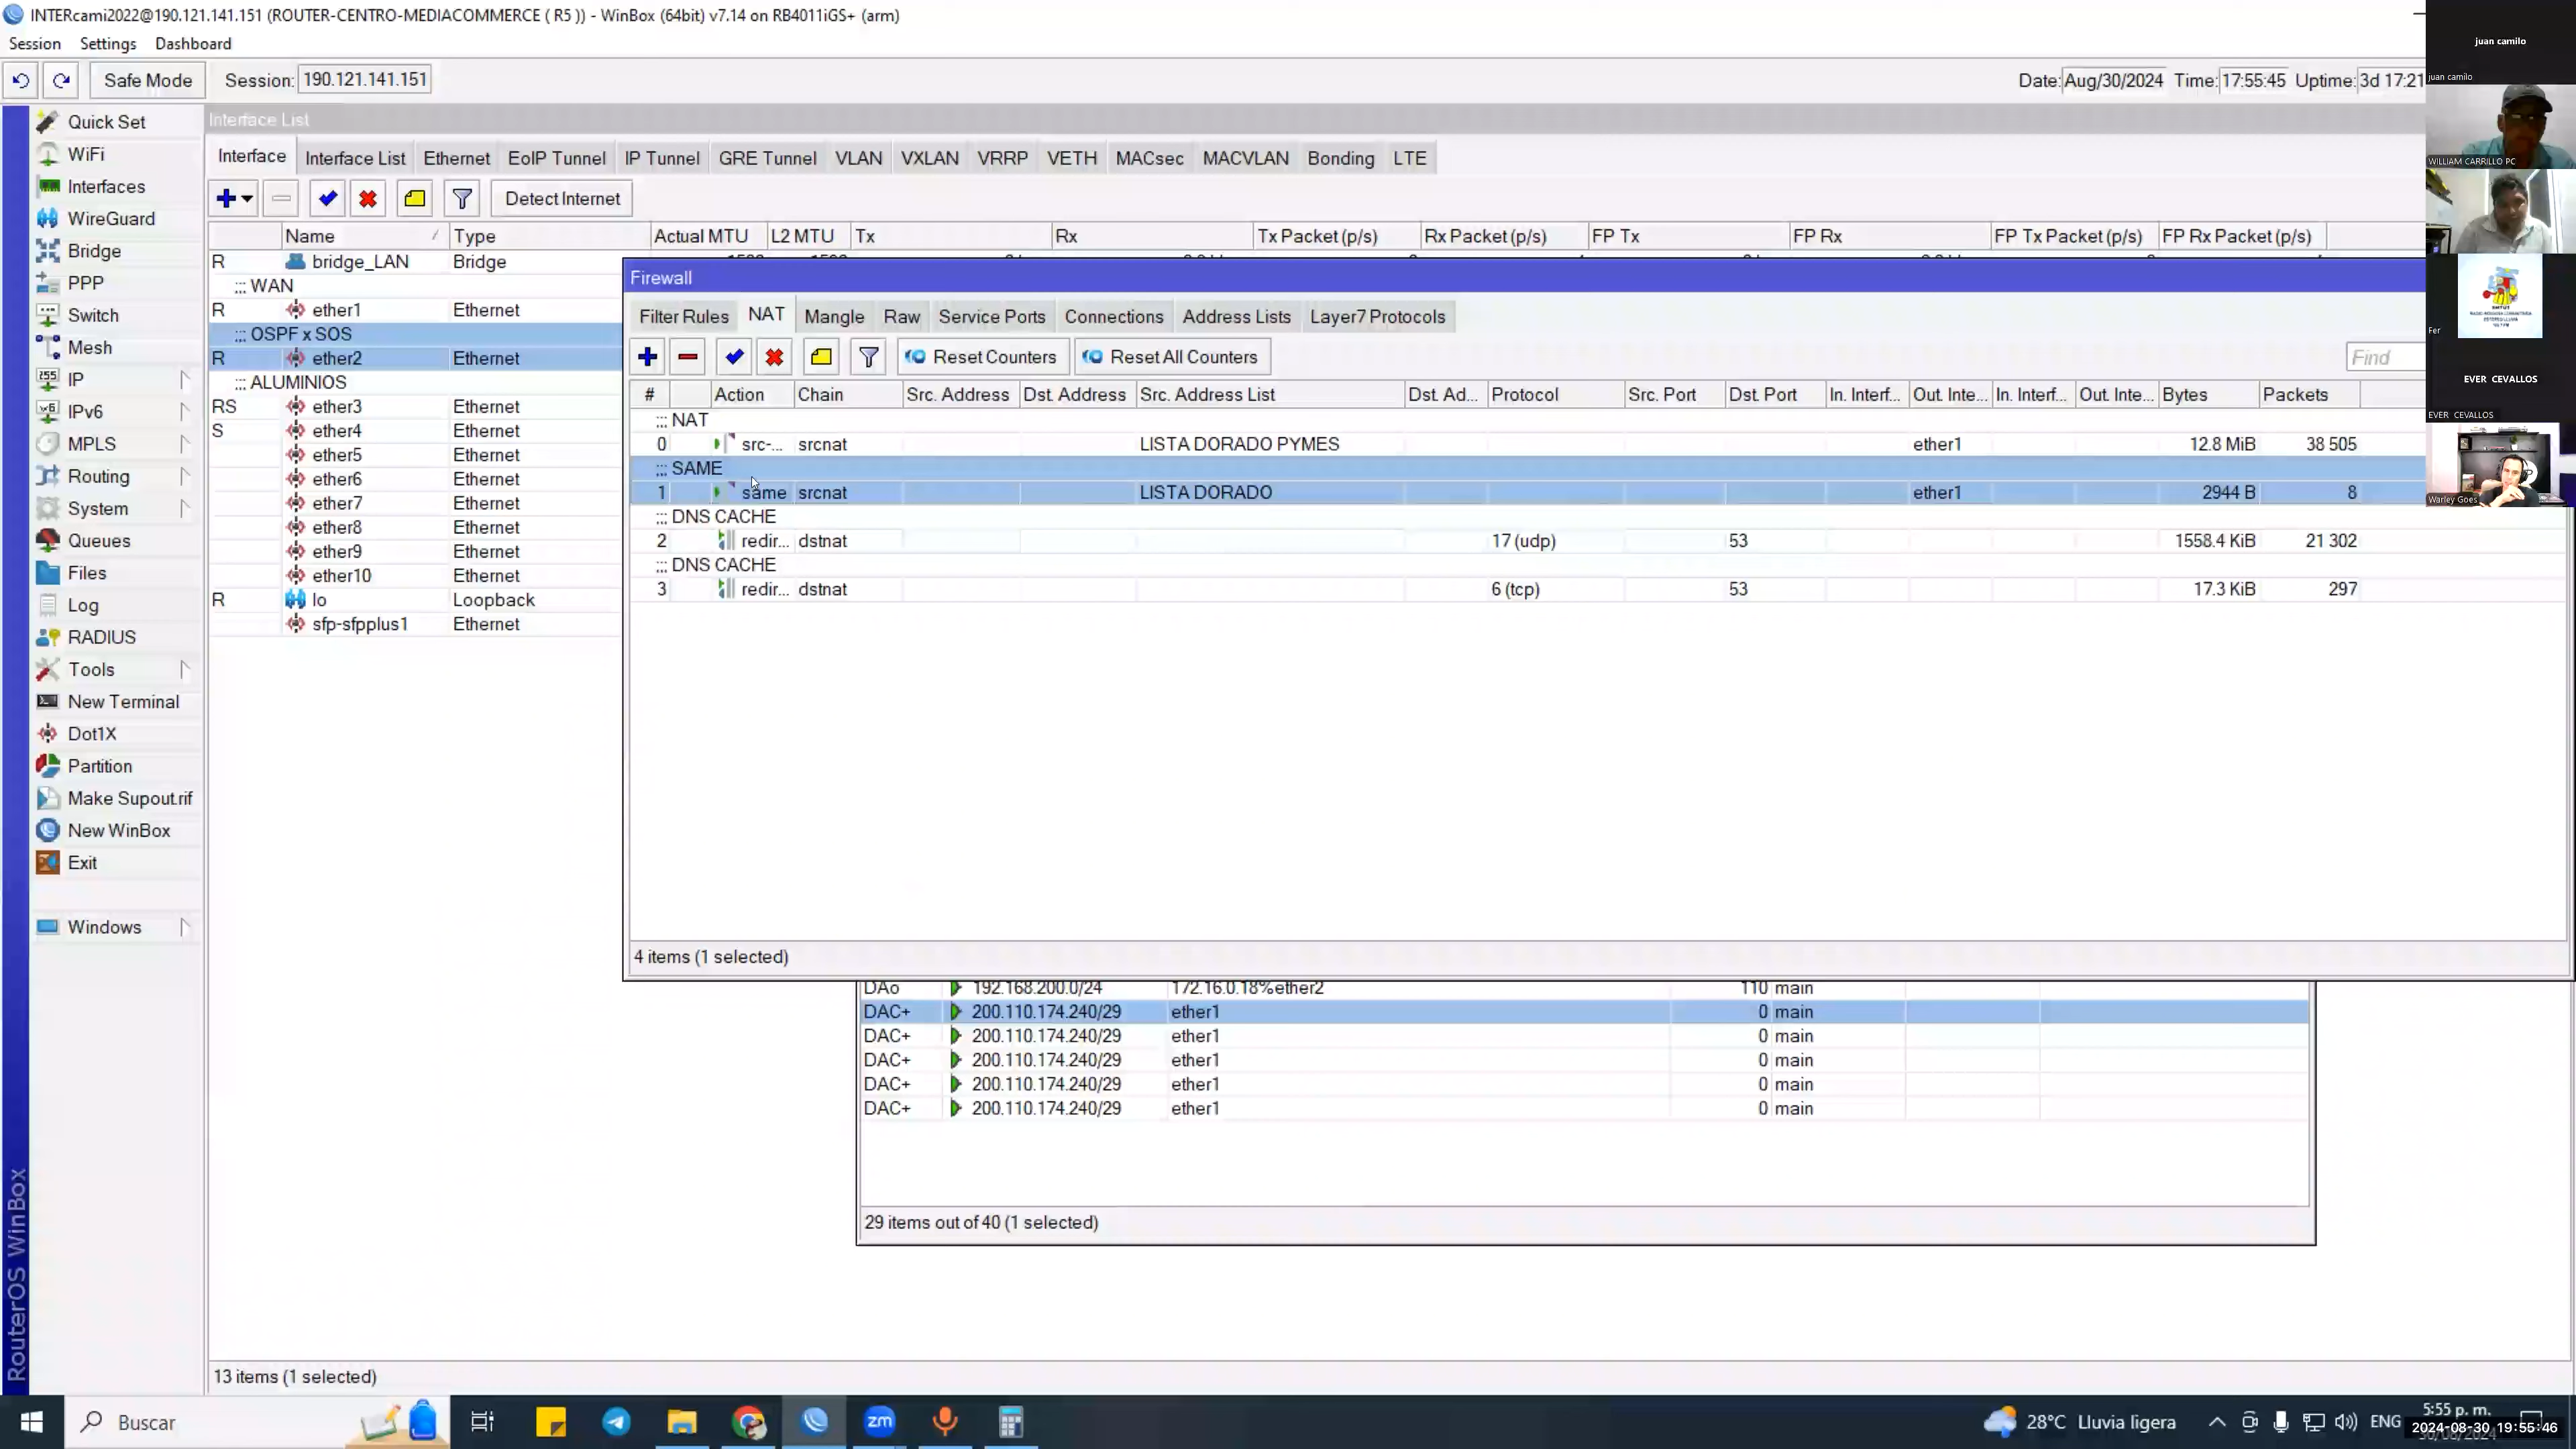 INTERcami2022@190.121.141.151 (ROUTER-CENTRO-MEDIACOMMERCE ( R5 )) - WinBox (64bit) v7.14 on RB4011iGS+ (arm)
Session Settings Dashboard
Safe Mode Session: 190.121.141.151 Date: Aug/30/2024 Time: 17:55:45 Uptime: 3d 17:21
juan camilo
juan camilo
WILLIAM CARRILLO PC
Fer
EVER CEVALLOS
EVER CEVALLOS
Warley Goes
Quick Set
WiFi
Interfaces
WireGuard
Bridge
PPP
Switch
Mesh
IP
IPv6
MPLS
Routing
System
Queues
Files
Log
RADIUS
Tools
New Terminal
Dot1X
Partition
Make Supout.rif
New WinBox
Exit
Windows
RouterOS WinBox
Interface List
Interface Interface List Ethernet EoIP Tunnel IP Tunnel GRE Tunnel VLAN VXLAN VRRP VETH MACsec MACVLAN Bonding LTE
Detect Internet
Name Type Actual MTU L2 MTU Tx Rx Tx Packet (p/s) Rx Packet (p/s) FP Tx FP Rx FP Tx Packet (p/s) FP Rx Packet (p/s)
R bridge_LAN Bridge
;;; WAN
R ether1 Ethernet
;;; OSPF x SOS
R ether2 Ethernet
;;; ALUMINIOS
RS ether3 Ethernet
S ether4 Ethernet
ether5 Ethernet
ether6 Ethernet
ether7 Ethernet
ether8 Ethernet
ether9 Ethernet
ether10 Ethernet
R lo Loopback
sfp-sfpplus1 Ethernet
13 items (1 selected)
Firewall
Filter Rules NAT Mangle Raw Service Ports Connections Address Lists Layer7 Protocols
Reset Counters Reset All Counters Find
# Action Chain Src. Address Dst. Address Src. Address List Dst. Ad... Protocol Src. Port Dst. Port In. Interf... Out. Inte... In. Interf... Out. Inte... Bytes Packets
;;; NAT
0 src-... srcnat LISTA DORADO PYMES ether1 12.8 MiB 38 505
;;; SAME
1 same srcnat LISTA DORADO ether1 2944 B 8
;;; DNS CACHE
2 redir... dstnat 17 (udp) 53 1558.4 KiB 21 302
;;; DNS CACHE
3 redir... dstnat 6 (tcp) 53 17.3 KiB 297
4 items (1 selected)
DAo 192.168.200.0/24 172.16.0.18%ether2 110 main
DAC+ 200.110.174.240/29 ether1 0 main
DAC+ 200.110.174.240/29 ether1 0 main
DAC+ 200.110.174.240/29 ether1 0 main
DAC+ 200.110.174.240/29 ether1 0 main
DAC+ 200.110.174.240/29 ether1 0 main
29 items out of 40 (1 selected)
Buscar
zm
28°C Lluvia ligera
ENG
5:55 p. m.
2024-08-30 19:55:46